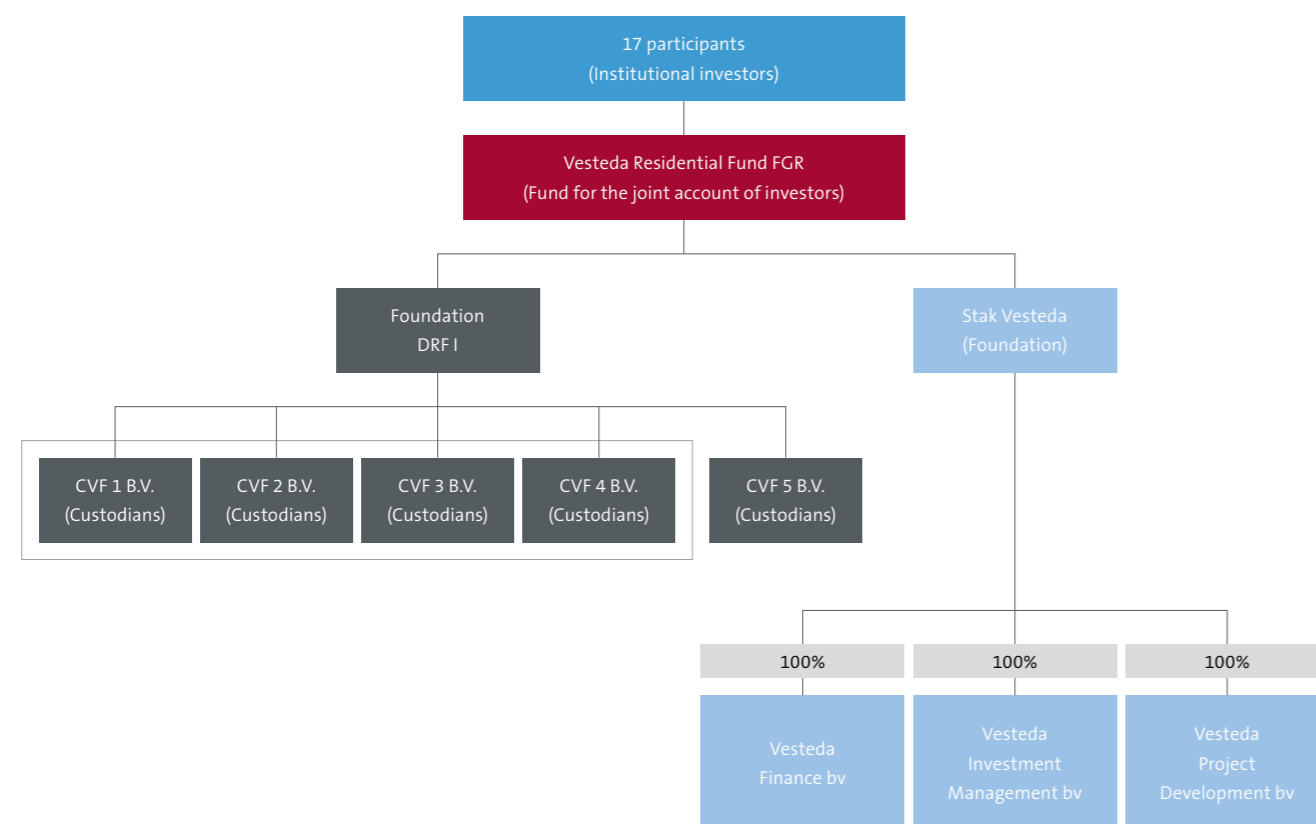 17 participants
(Institutional investors)
Vesteda Residential Fund FGR
(Fund for the joint account of investors)
Foundation
DRF I
Stak Vesteda
(Foundation)
CVF 1 B.V.
(Custodians)
CVF 2 B.V.
(Custodians)
CVF 3 B.V.
(Custodians)
CVF 4 B.V.
(Custodians)
CVF 5 B.V.
(Custodians)
100%
100%
100%
Vesteda
Finance bv
Vesteda
Investment
Management bv
Vesteda
Project
Development bv